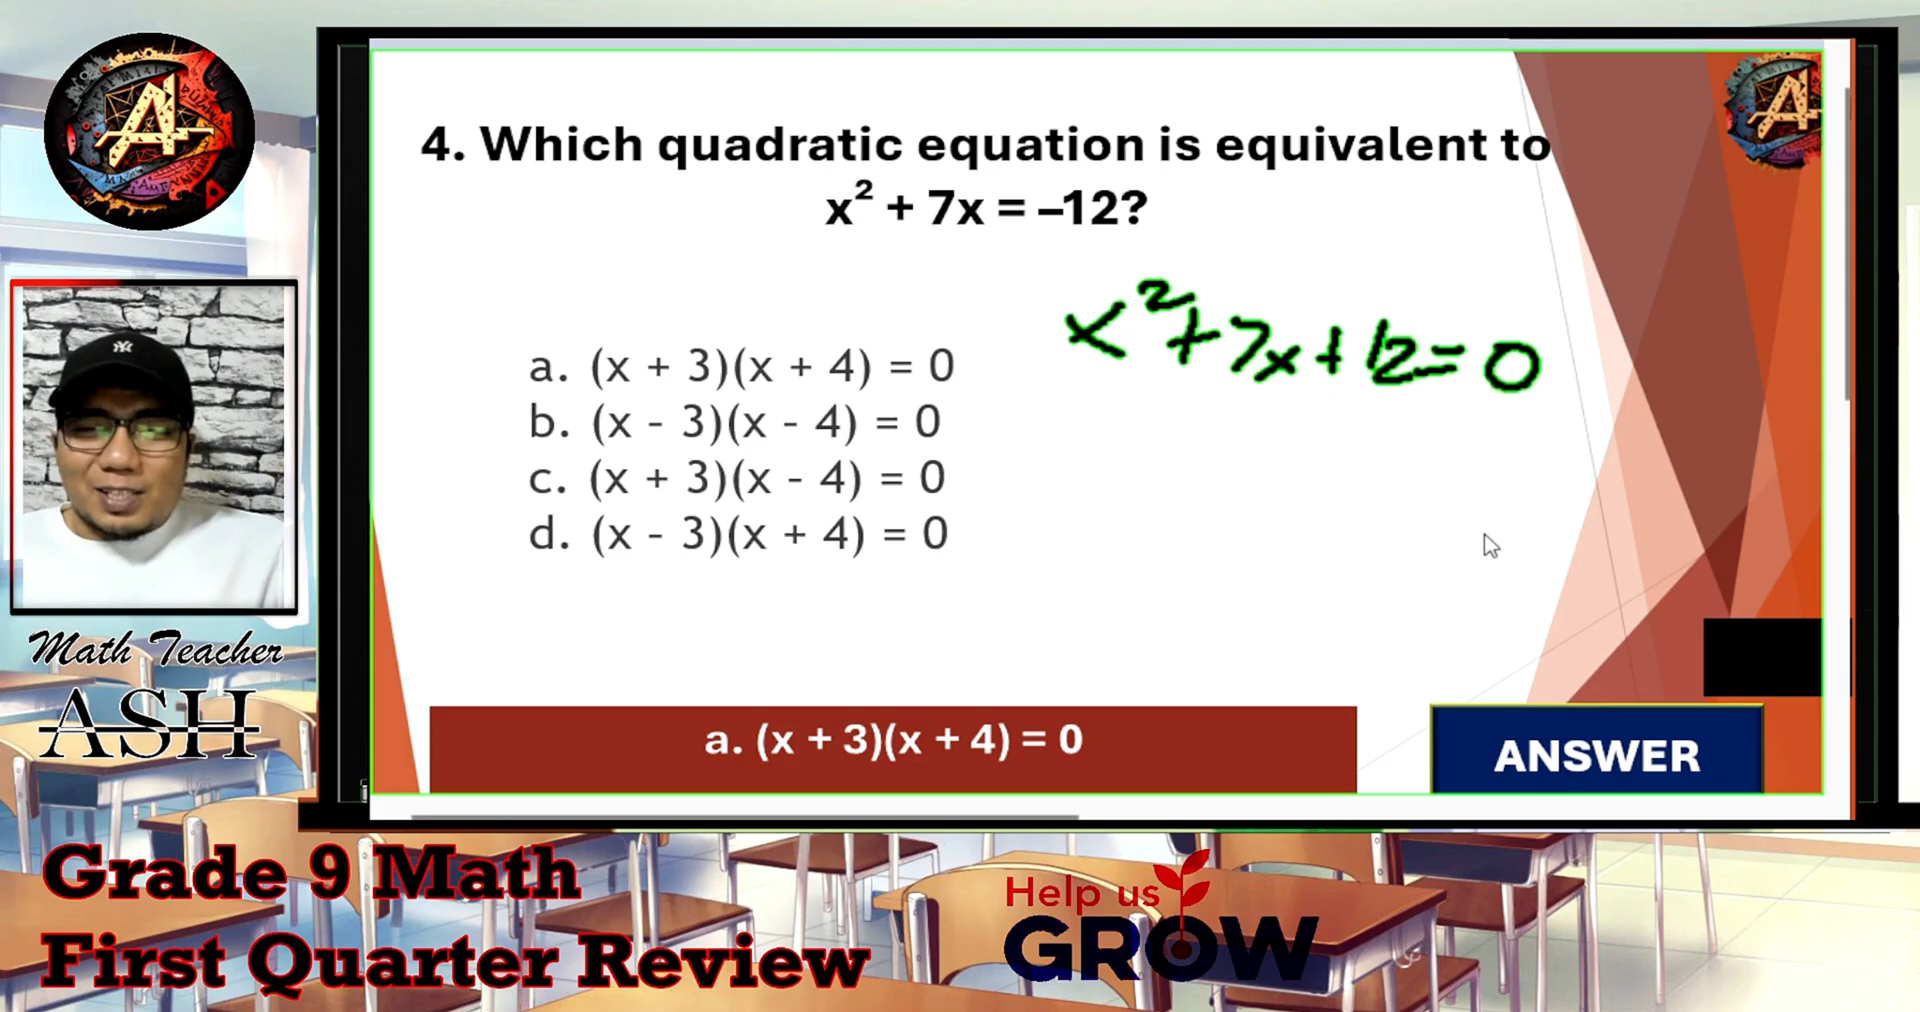 4. Which quadratic equation is equivalent to
x² + 7x = –12?
x²+7x+12=0
a. (x + 3)(x + 4) = 0
b. (x - 3)(x - 4) = 0
c. (x + 3)(x - 4) = 0
d. (x - 3)(x + 4) = 0
a. (x + 3)(x + 4) = 0
ANSWER
Math Teacher
ASH
Grade 9 Math
First Quarter Review
Help us
GROW